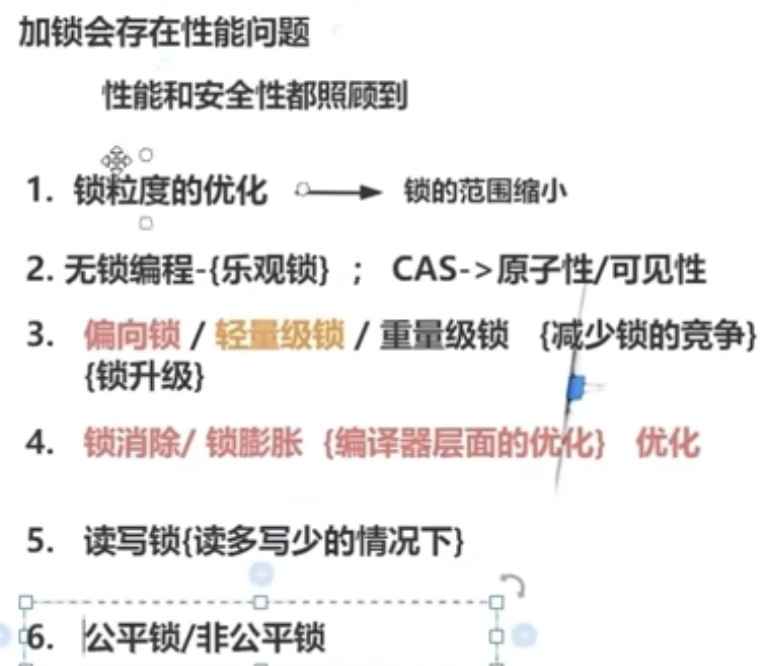 加锁会存在性能问题
性能和安全性都照顾到
1. 锁粒度的优化 锁的范围缩小
2. 无锁编程-{乐观锁} ； CAS->原子性/可见性
3. 偏向锁 / 轻量级锁 / 重量级锁 {减少锁的竞争}
{锁升级}
4. 锁消除/ 锁膨胀 {编译器层面的优化} 优化
5. 读写锁{读多写少的情况下}
6. 公平锁/非公平锁